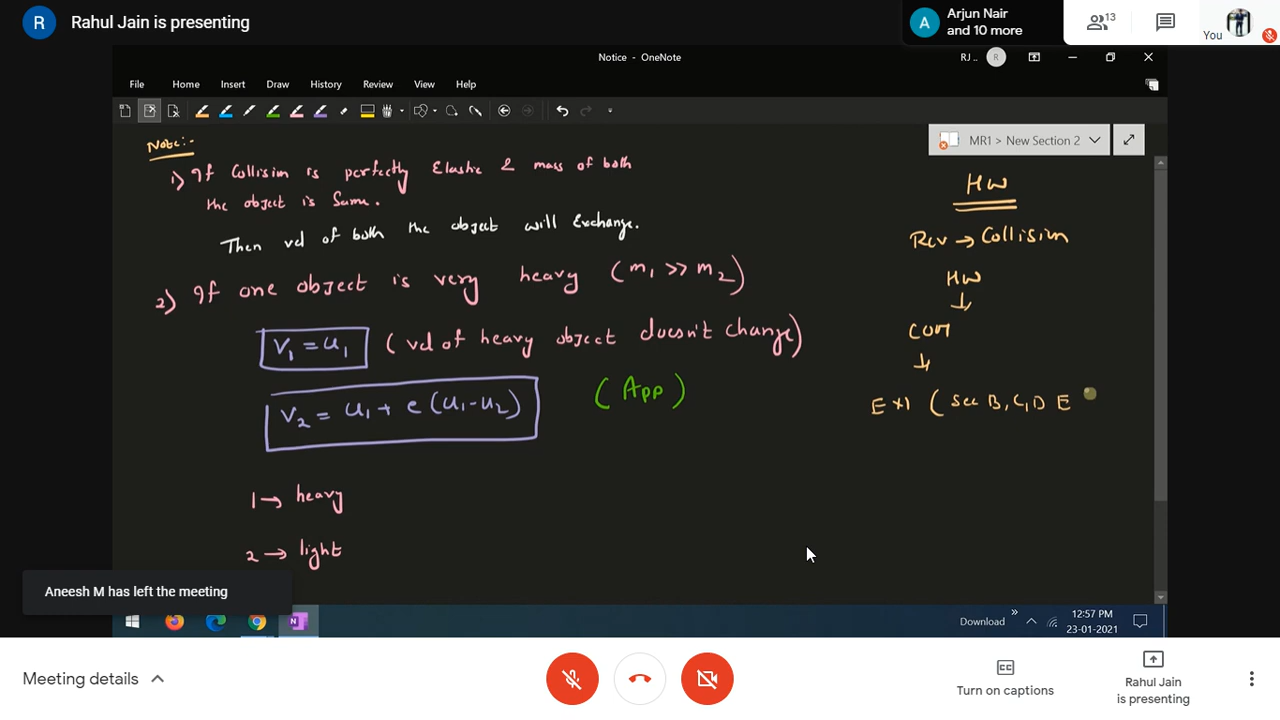 R Rahul Jain is presenting
A Arjun Nair and 10 more
13
You
Notice - OneNote
RJ ..
R
File Home Insert Draw History Review View Help
MR1 > New Section 2
Note:-
1) If Collision is perfectly Elastic & mass of both
the object is Same.
Then vel of both the object will Exchange.
2) If one object is very heavy (m₁ >> m₂)
V₁ = u₁ (vel of heavy object doesn't change)
V₂ = u₁ + e (u₁ - u₂) (App)
1 → heavy
2 → light
HW
Rev → Collision
HW
↓
COM
↓
Ex1 (Sec B, C, D E
Aneesh M has left the meeting
Download
12:57 PM
23-01-2021
Meeting details
Turn on captions
Rahul Jain
is presenting